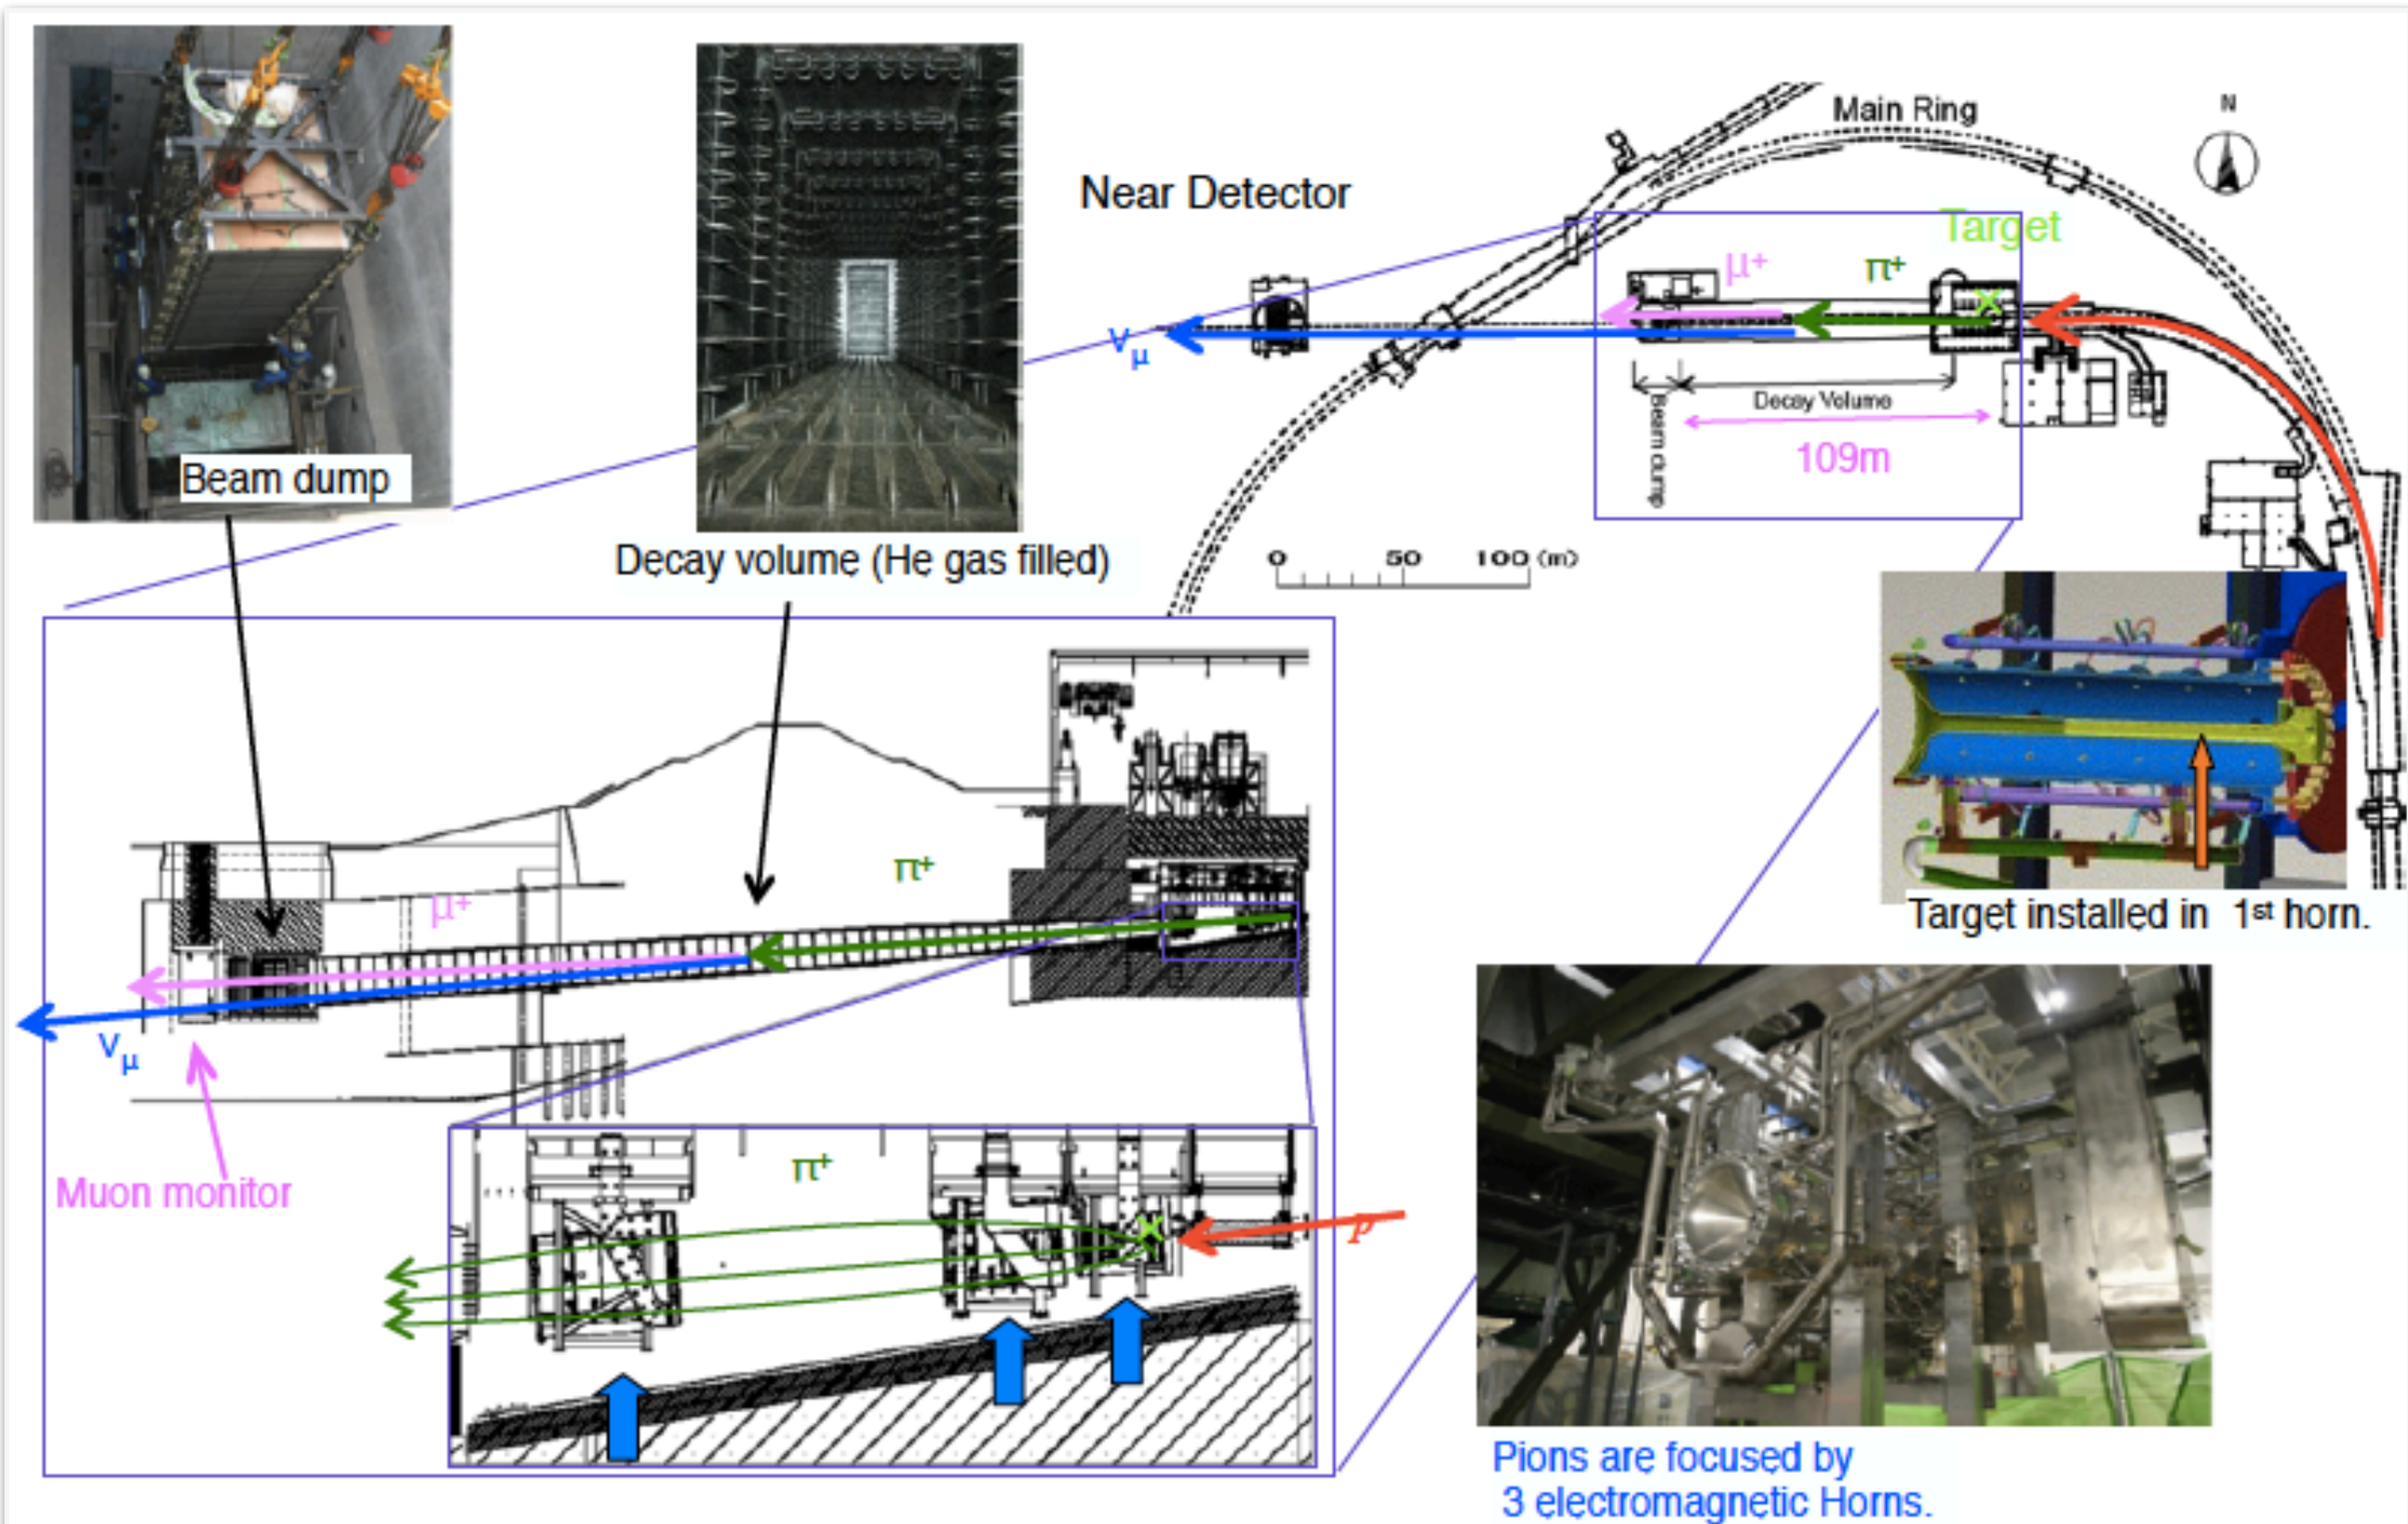 Main Ring
N
Near Detector
Target
μ+
π+
νμ
Decay Volume
Beam dump
109m
Beam dump
Decay volume (He gas filled)
0 50 100 (m)
π+
μ+
Target installed in 1st horn.
νμ
Muon monitor
π+
p
Pions are focused by
3 electromagnetic Horns.